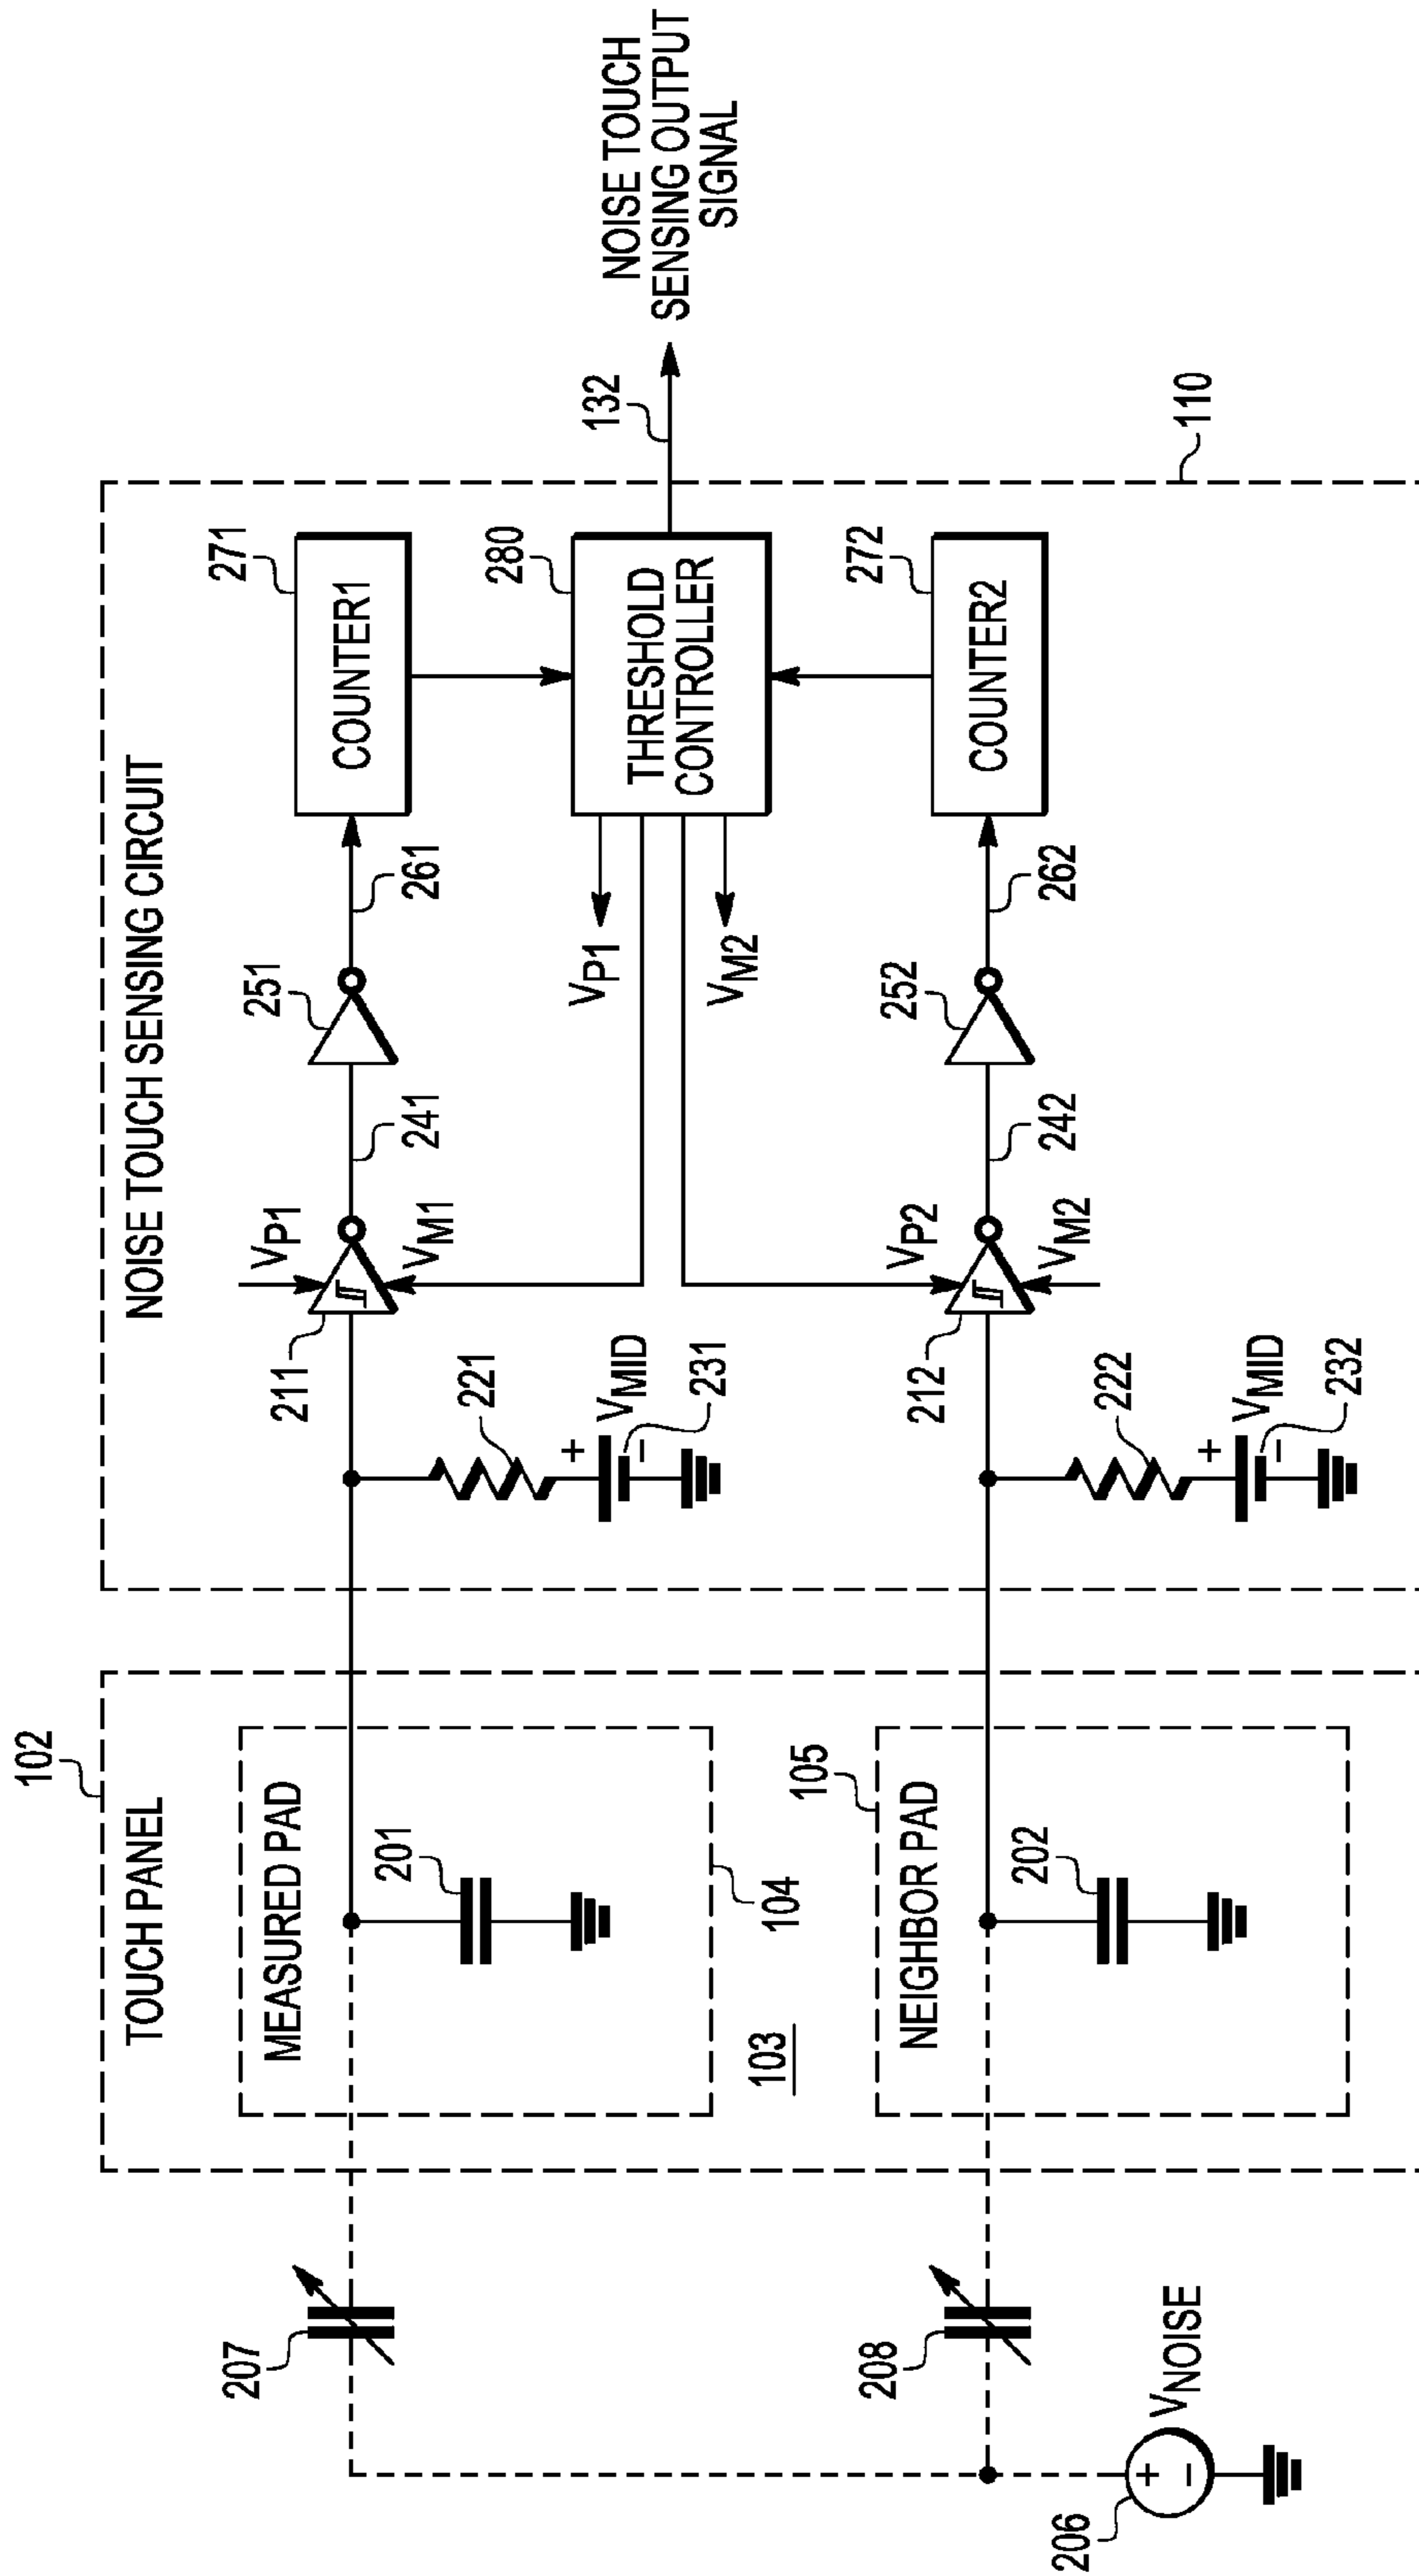 102
TOUCH PANEL
MEASURED PAD
201
104
103
105
NEIGHBOR PAD
202
207
208
206
VNOISE
NOISE TOUCH SENSING CIRCUIT
211
VP1
VM1
221
+
VMID
−
231
241
251
261
271
COUNTER1
280
THRESHOLD
CONTROLLER
VP1
VM2
132
NOISE TOUCH
SENSING OUTPUT
SIGNAL
212
VP2
VM2
222
+
VMID
−
232
242
252
262
272
COUNTER2
110
+
−